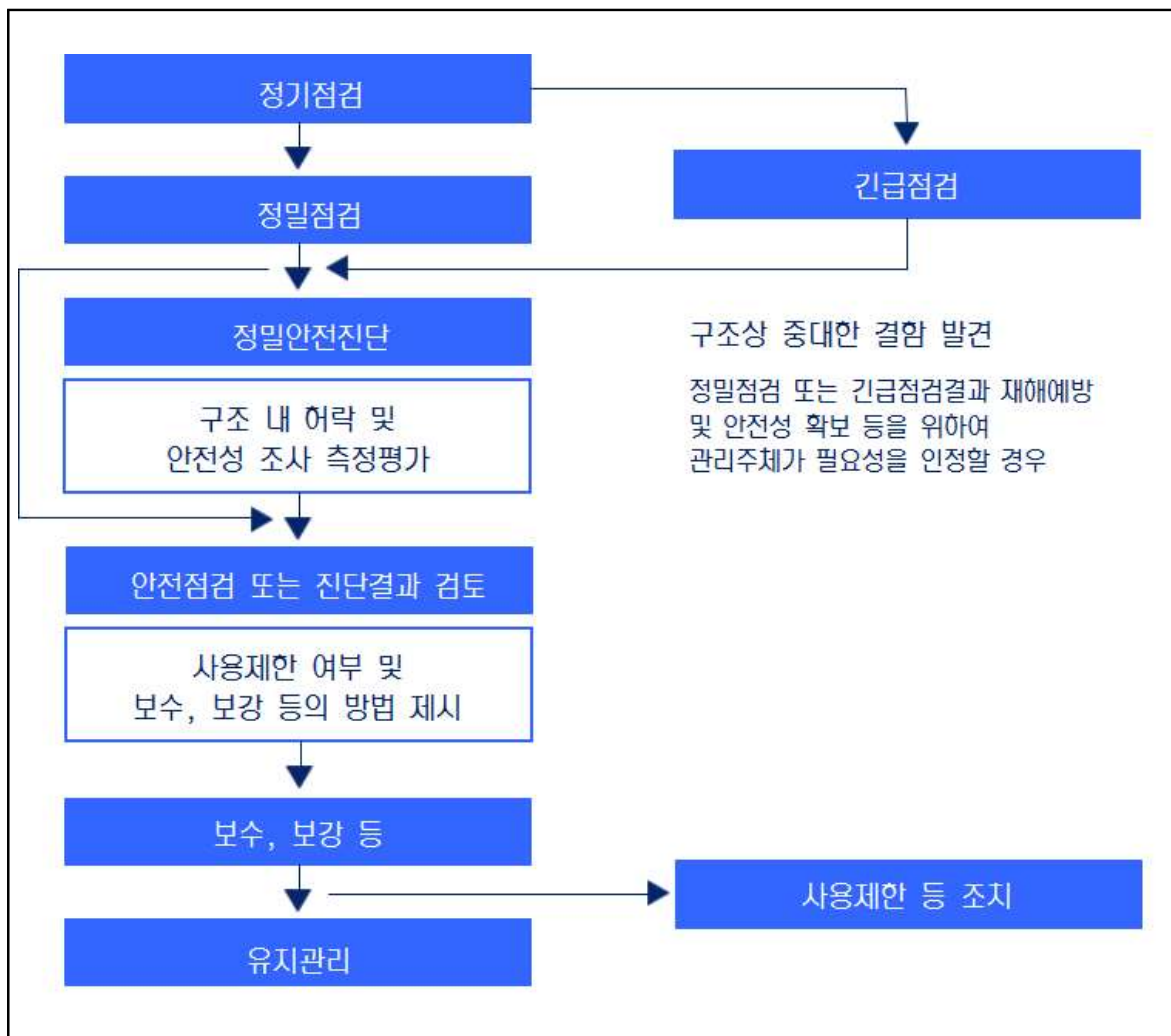 정기점검
긴급점검
정밀점검
정밀안전진단
구조 내 허락 및
안전성 조사 측정평가
구조상 중대한 결함 발견
정밀점검 또는 긴급점검결과 재해예방
및 안전성 확보 등을 위하여
관리주체가 필요성을 인정할 경우
안전점검 또는 진단결과 검토
사용제한 여부 및
보수, 보강 등의 방법 제시
보수, 보강 등
사용제한 등 조치
유지관리